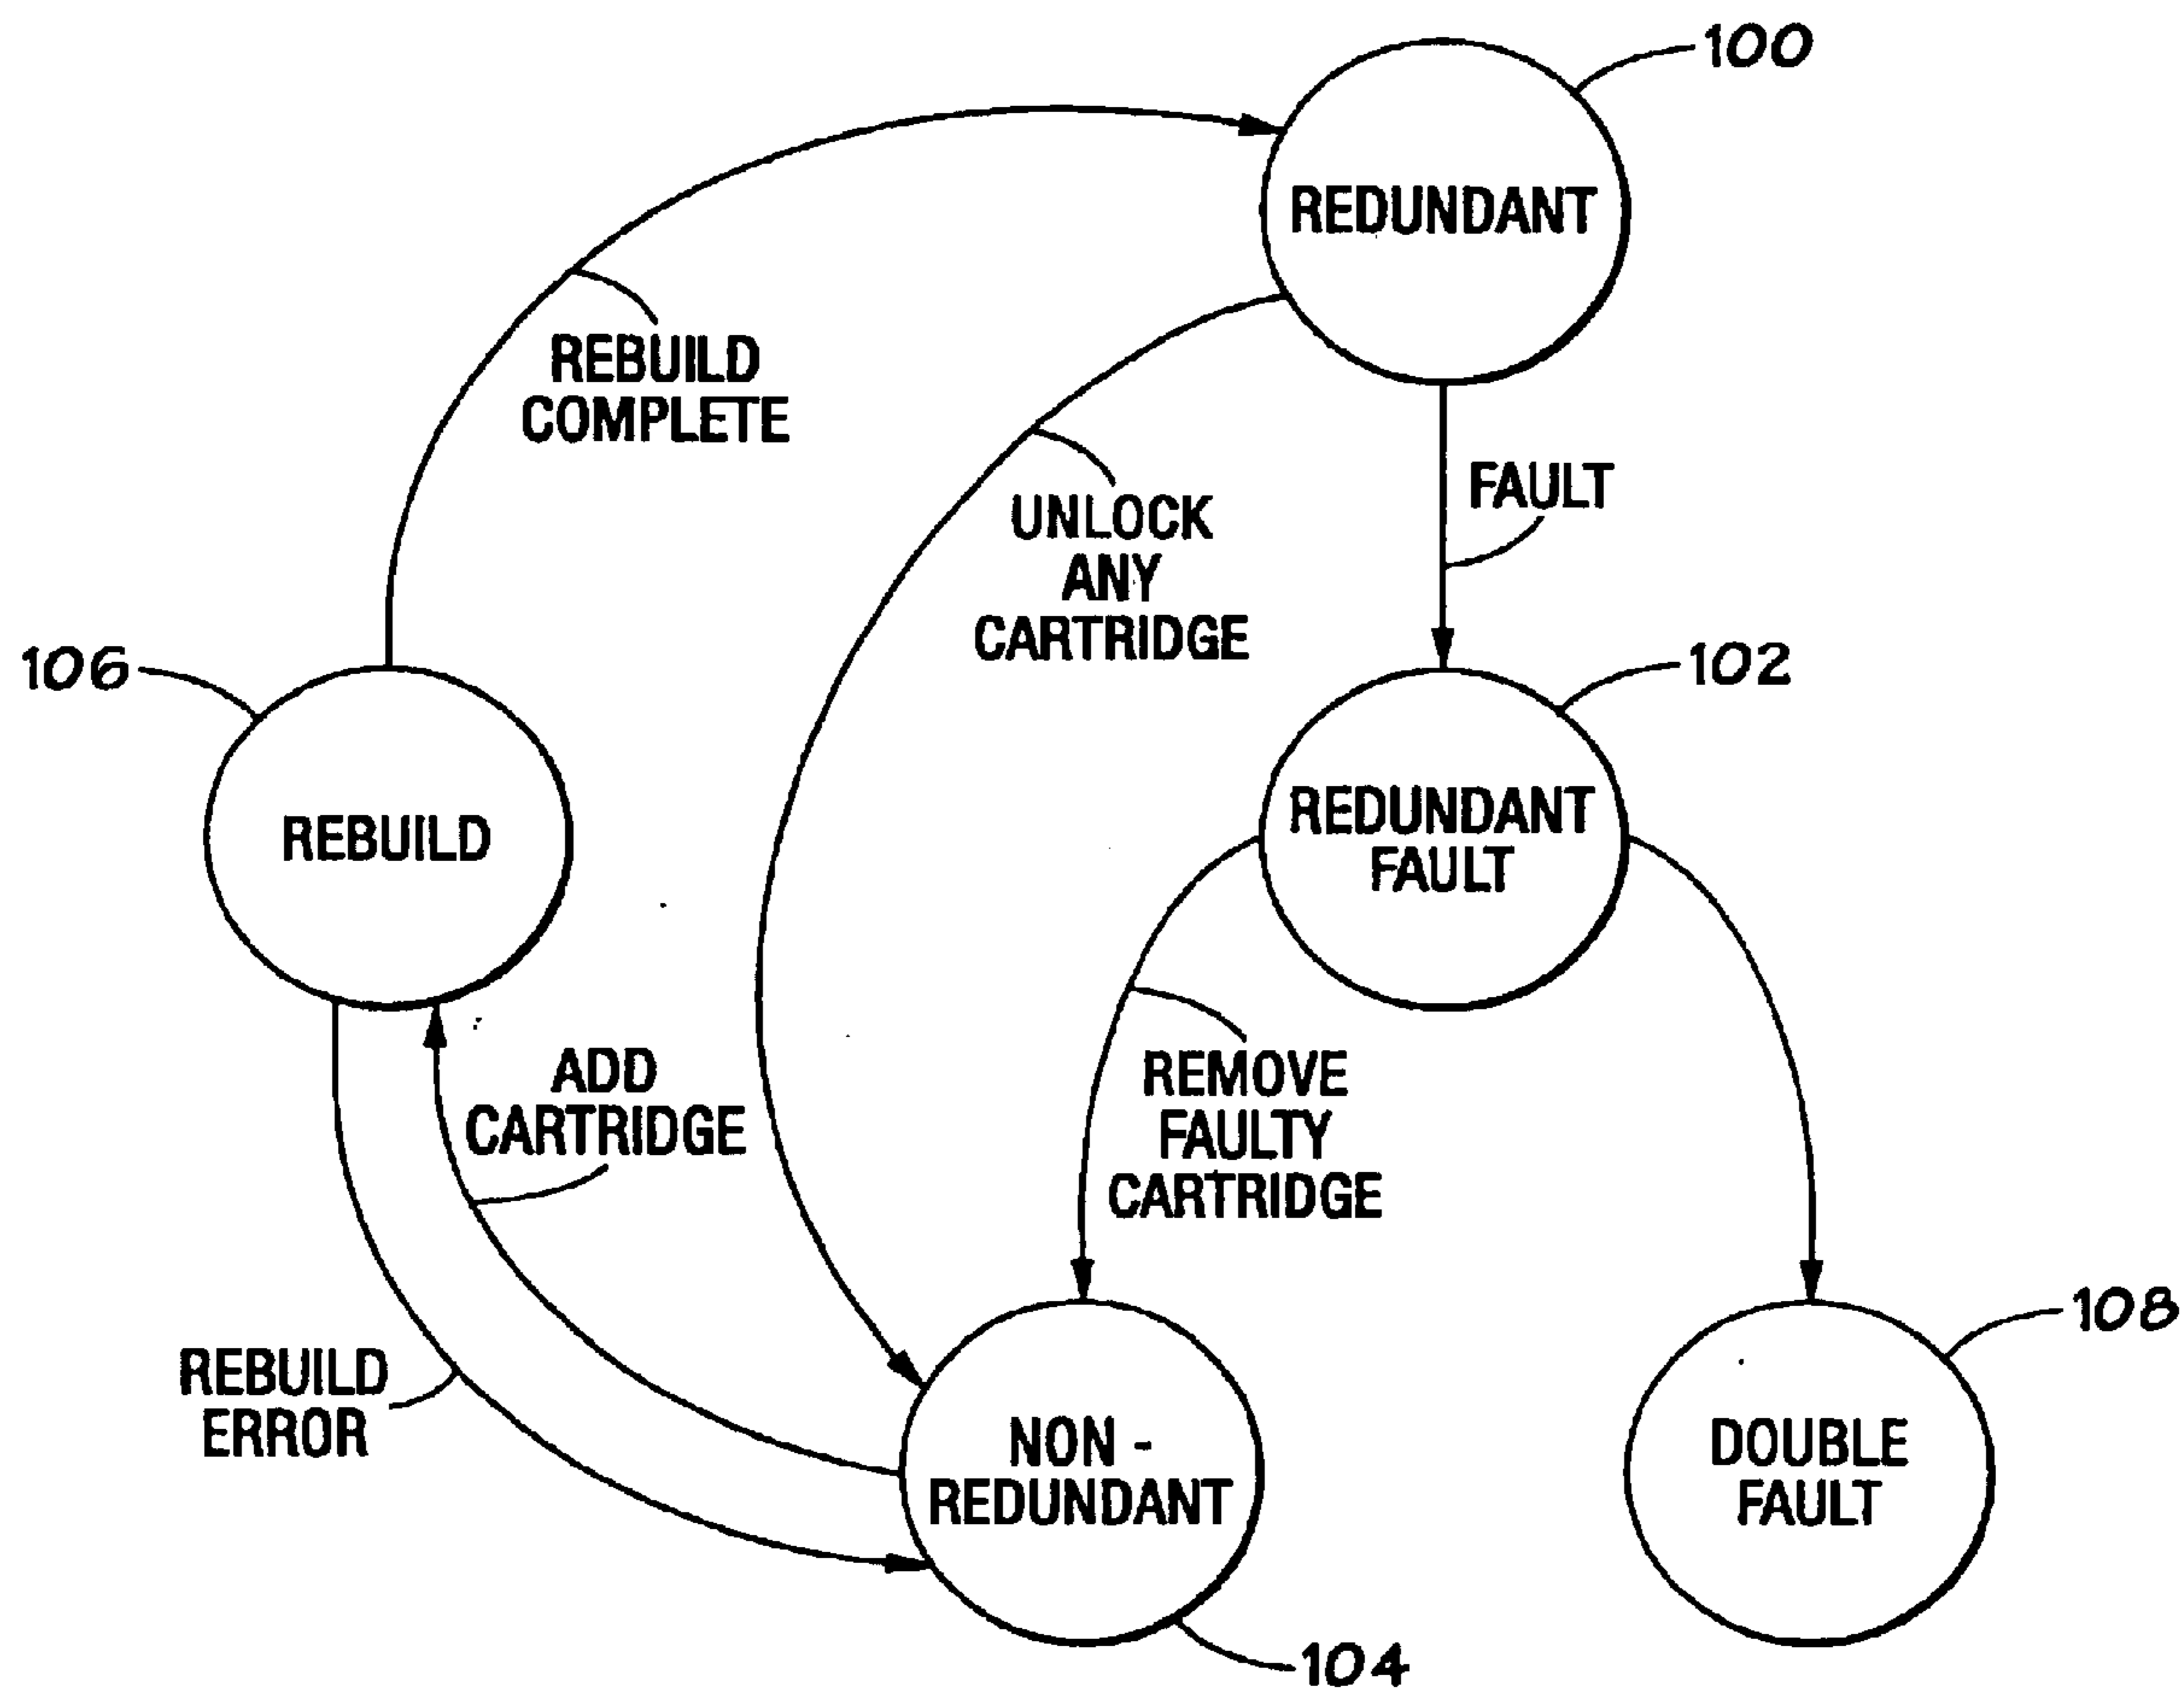 100
REDUNDANT
REBUILD
COMPLETE
UNLOCK
ANY
CARTRIDGE
FAULT
106
102
REBUILD
REDUNDANT
FAULT
ADD
CARTRIDGE
REMOVE
FAULTY
CARTRIDGE
REBUILD
ERROR
NON -
REDUNDANT
108
DOUBLE
FAULT
104